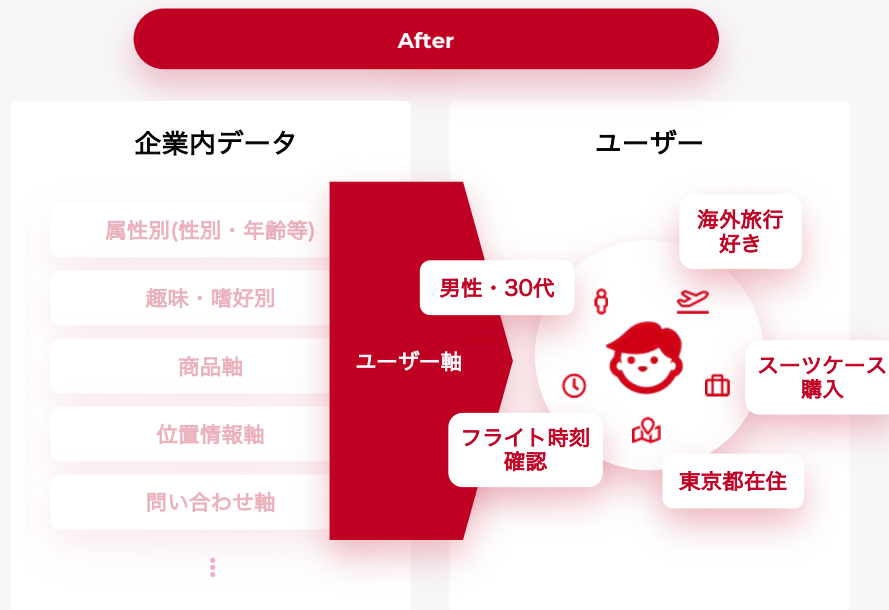 After
企業内データ
属性別(性別・年齢等)
趣味・嗜好別
商品軸
位置情報軸
問い合わせ軸
ユーザー軸
ユーザー
海外旅行
好き
男性・30代
スーツケース
購入
フライト時刻
確認
東京都在住